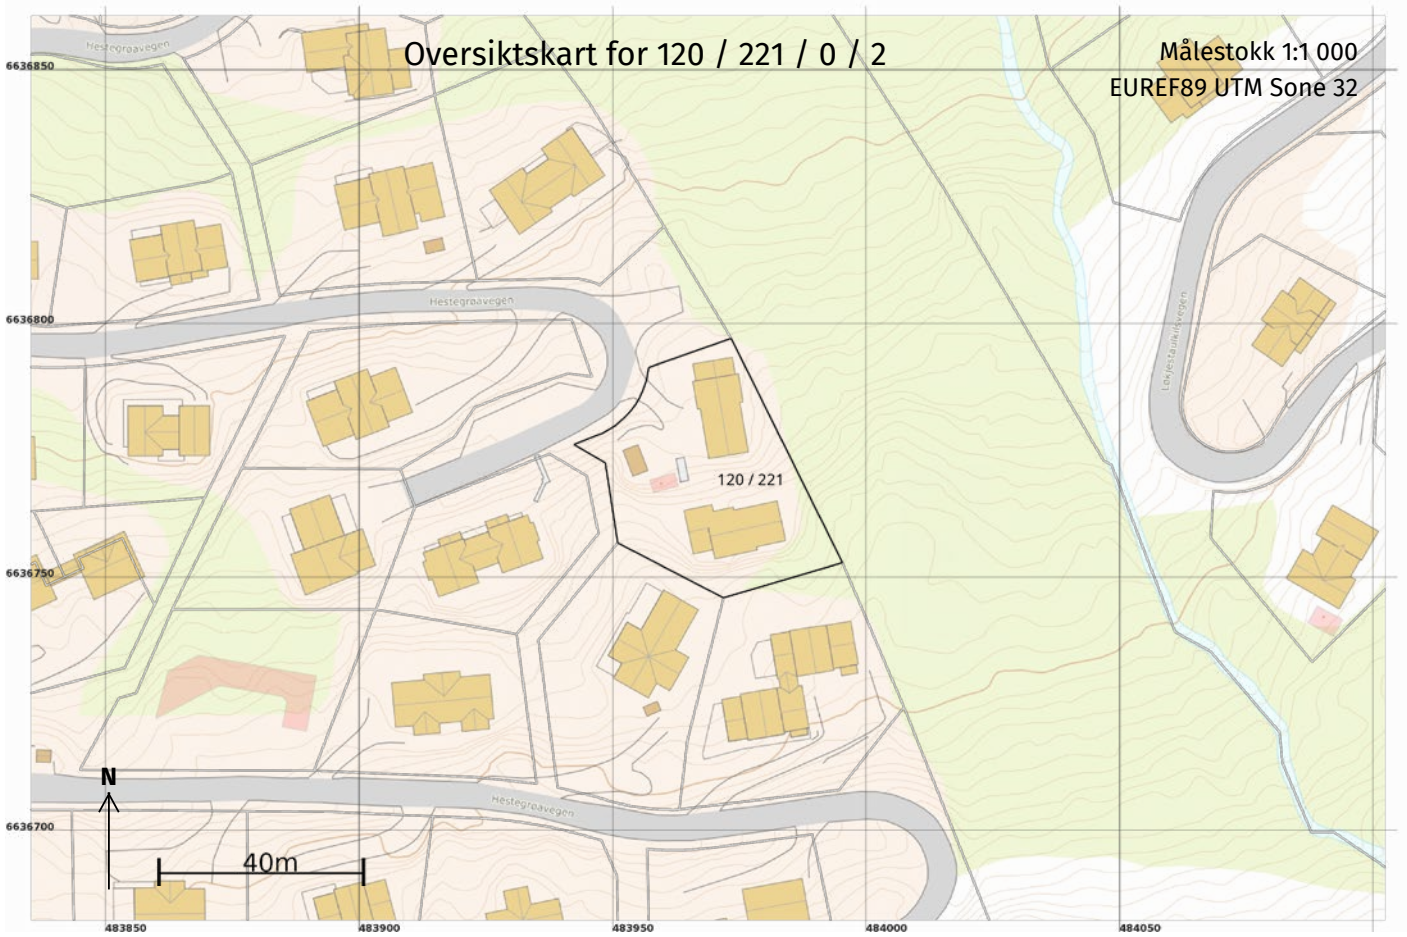 Hestegrøavegen
Oversiktskart for 120 / 221 / 0 / 2
Målestokk 1:1 000
EUREF89 UTM Sone 32
6636850
Hestegrøavegen
6636800
Løkjestaulkilsvegen
120 / 221
6636750
N
Hestegrøavegen
6636700
40m
483850
483900
483950
484000
484050